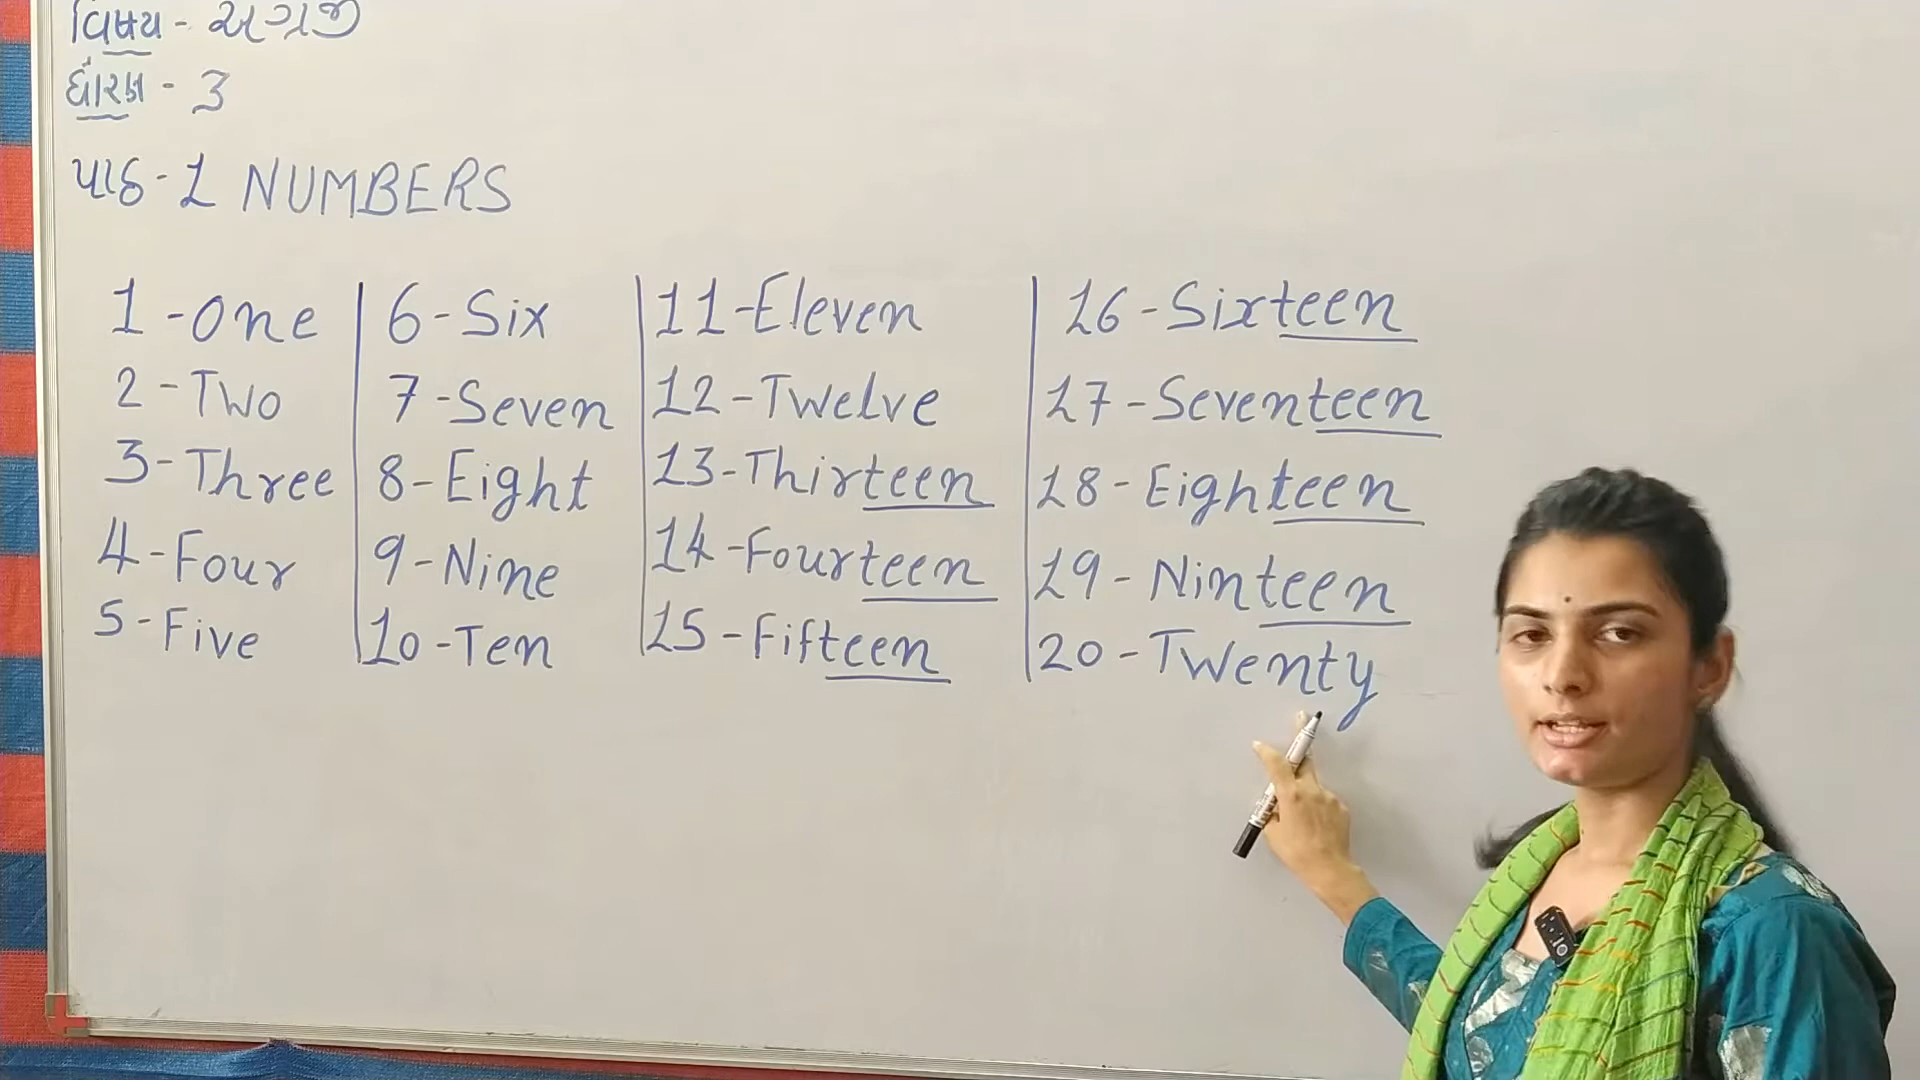 વિષય - અંગ્રેજી
ધોરણ - 3
પાઠ - 1 NUMBERS
1 - One
2 - Two
3 - Three
4 - Four
5 - Five
6 - Six
7 - Seven
8 - Eight
9 - Nine
10 - Ten
11 - Eleven
12 - Twelve
13 - Thirteen
14 - Fourteen
15 - Fifteen
16 - Sixteen
17 - Seventeen
18 - Eighteen
19 - Ninteen
20 - Twenty